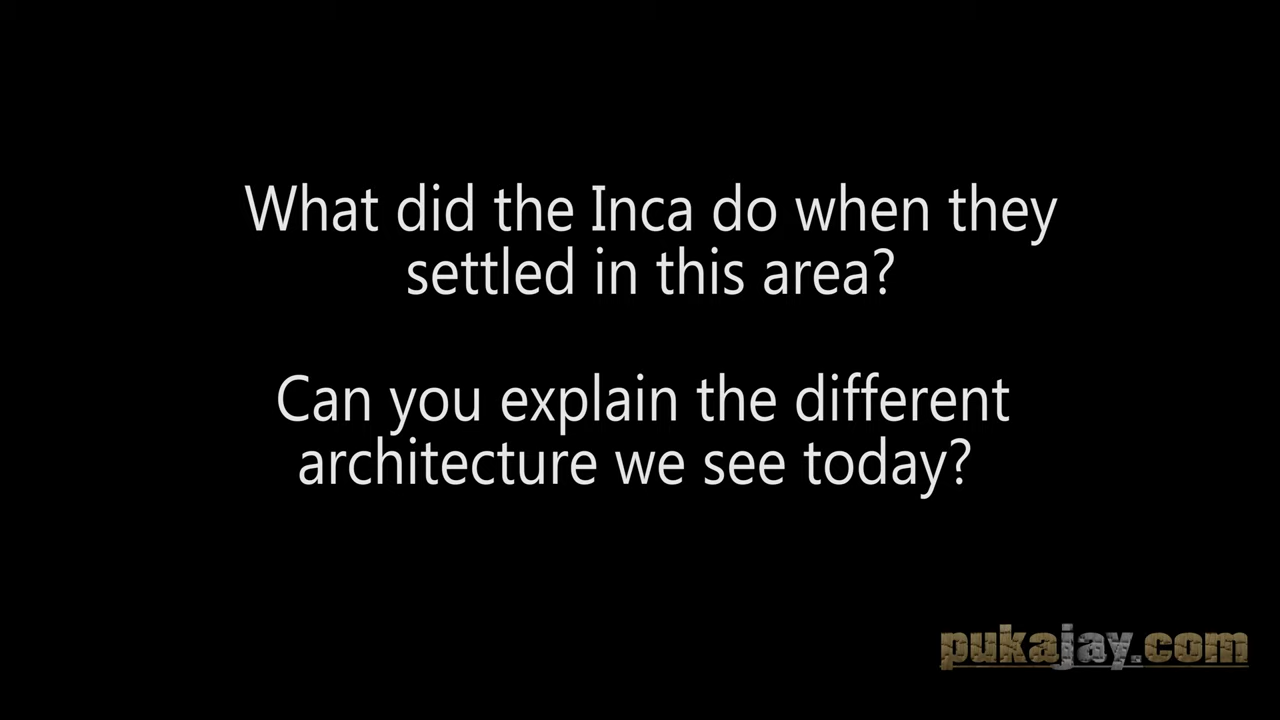 What did the Inca do when they
settled in this area?
Can you explain the different
architecture we see today?
pukajay.com